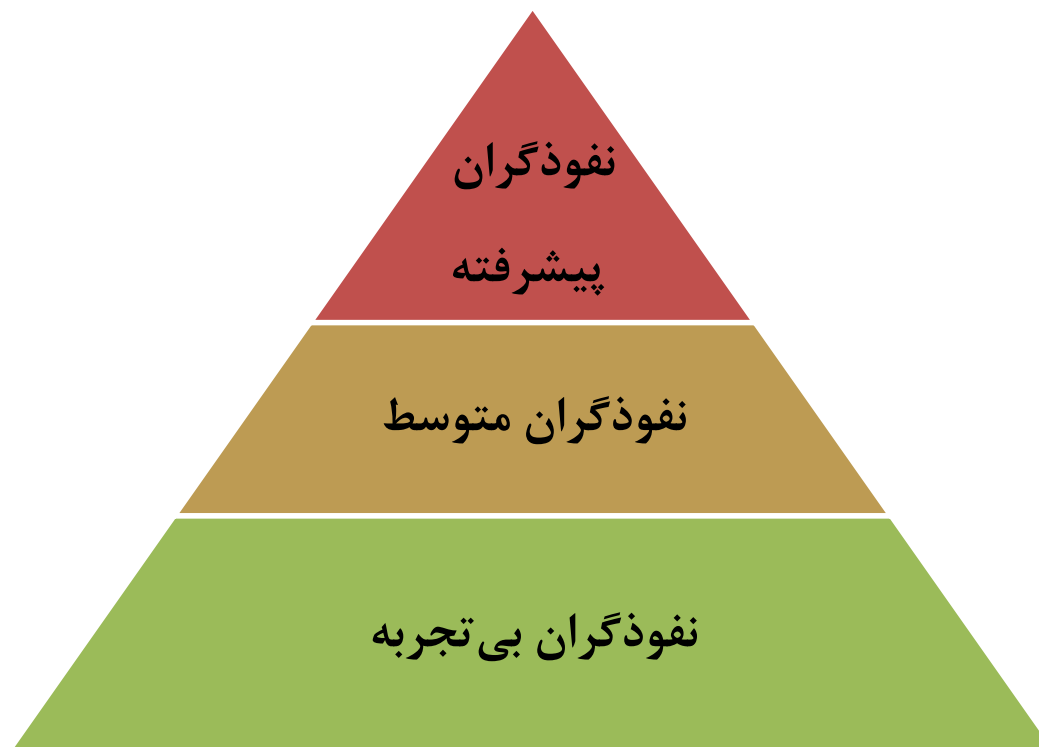 نفوذگران
پیشرفته
نفوذگران متوسط
نفوذگران بی‌تجربه